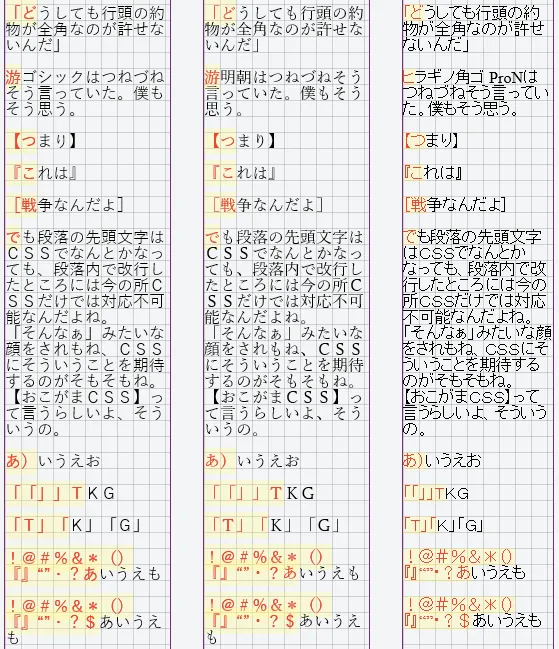 「どうしても行頭の約
物が全角なのが許せな
いんだ」
游ゴシックはつねづね
そう言っていた。僕も
そう思う。
【つまり】
『これは』
［戦争なんだよ］
でも段落の先頭文字は
ＣＳＳでなんとかなっ
ても、段落内で改行し
たところには今の所Ｃ
ＳＳだけでは対応不可
能なんだよね。
「そんなぁ」みたいな
顔をされもね、ＣＳＳ
にそういうことを期待
するのがそもそもね。
【おこがまＣＳＳ】っ
て言うらしいよ、そう
いうの。
あ）いういえお
「「」」ＴＫＧ
「Ｔ」「Ｋ」「Ｇ」
！＠＃％＆＊（）
『』“”・？あいうえも
！＠＃％＆＊（）
『』“”・？＄あいうえ
も
「どうしても行頭の約
物が全角なのが許せな
いんだ」
游明朝はつねづねそう
言っていた。僕もそう
思う。
【つまり】
『これは』
［戦争なんだよ］
でも段落の先頭文字は
ＣＳＳでなんとかなっ
ても、段落内で改行し
たところには今の所Ｃ
ＳＳだけでは対応不可
能なんだよね。
「そんなぁ」みたいな
顔をされもね、ＣＳＳ
にそういうことを期待
するのがそもそもね。
【おこがまＣＳＳ】っ
て言うらしいよ、そう
いうの。
あ）いうえお
「「」」ＴＫＧ
「Ｔ」「Ｋ」「Ｇ」
！＠＃％＆＊（）
『』“”・？あいうえも
！＠＃％＆＊（）
『』“”・？＄あいうえ
も
「どうしても行頭の約
物が全角なのが許せな
いんだ」
ヒラギノ角ゴ ProNは
つねづねそう言ってい
た。僕もそう思う。
【つまり】
『これは』
［戦争なんだよ］
でも段落の先頭文字
はＣＳＳでなんとか
なっても、段落内で改
行したところには今の
所ＣＳＳだけでは対応
不可能なんだよね。
「そんなぁ」みたいな顔
をされもね、ＣＳＳにそ
ういうことを期待する
のがそもそもね。
【おこがまＣＳＳ】って
言うらしいよ、そういう
の。
あ）いうえお
「「」」ＴＫＧ
「Ｔ」「Ｋ」「Ｇ」
！＠＃％＆＊（）
『』“”・？あいうえも
！＠＃％＆＊（）
『』“”・？＄あいうえも